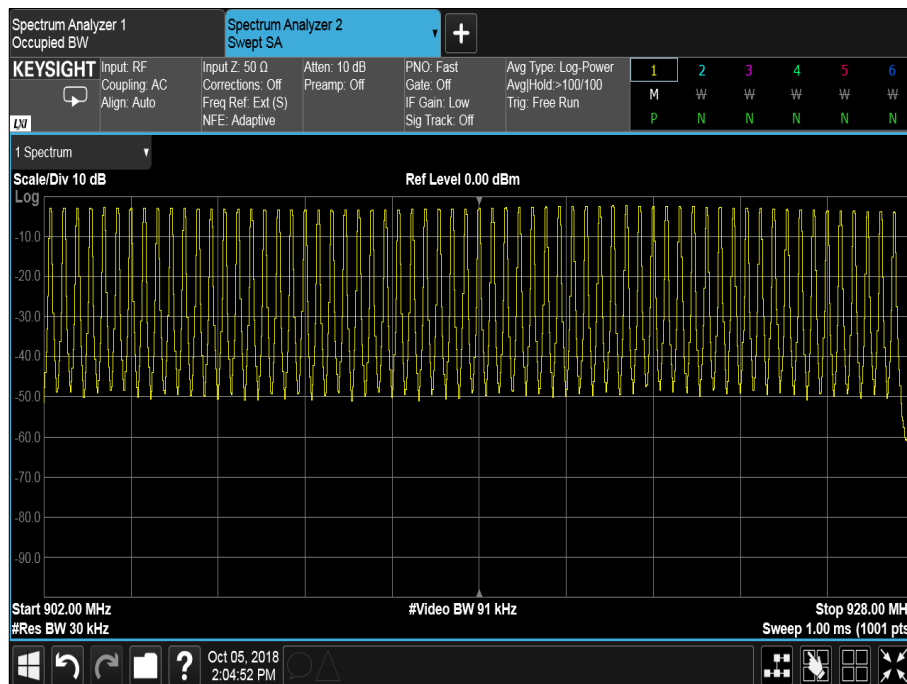 Spectrum Analyzer 1
Occupied BW
Spectrum Analyzer 2
Swept SA
+
KEYSIGHT
LXI
Input: RF
Coupling: AC
Align: Auto
Input Z: 50 Ω
Corrections: Off
Freq Ref: Ext (S)
NFE: Adaptive
Atten: 10 dB
Preamp: Off
PNO: Fast
Gate: Off
IF Gain: Low
Sig Track: Off
Avg Type: Log-Power
Avg|Hold:>100/100
Trig: Free Run
1 2 3 4 5 6
M W W W W W
P N N N N N
1 Spectrum
Scale/Div 10 dB
Ref Level 0.00 dBm
Log
-10.0
-20.0
-30.0
-40.0
-50.0
-60.0
-70.0
-80.0
-90.0
Start 902.00 MHz
#Video BW 91 kHz
Stop 928.00 MH
#Res BW 30 kHz
Sweep 1.00 ms (1001 pts
?
Oct 05, 2018
2:04:52 PM